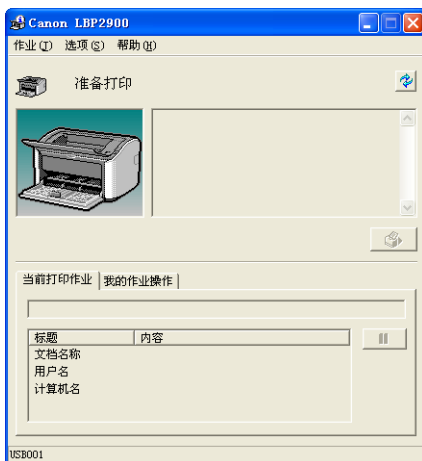 Canon LBP2900
作业(J) 选项(S) 帮助(H)
准备打印
当前打印作业 我的作业操作
标题 内容
文档名称
用户名
计算机名
USB001